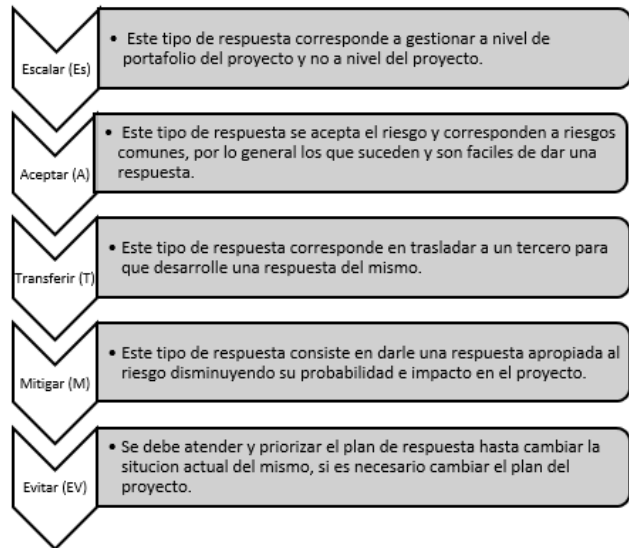 Escalar (Es)
• Este tipo de respuesta corresponde a gestionar a nivel de
portafolio del proyecto y no a nivel del proyecto.
Aceptar (A)
• Este tipo de respuesta se acepta el riesgo y corresponden a riesgos
comunes, por lo general los que suceden y son faciles de dar una
respuesta.
Transferir (T)
• Este tipo de respuesta corresponde en trasladar a un tercero para
que desarrolle una respuesta del mismo.
Mitigar (M)
• Este tipo de respuesta consiste en darle una respuesta apropiada al
riesgo disminuyendo su probabilidad e impacto en el proyecto.
Evitar (EV)
• Se debe atender y priorizar el plan de respuesta hasta cambiar la
situcion actual del mismo, si es necesario cambiar el plan del
proyecto.